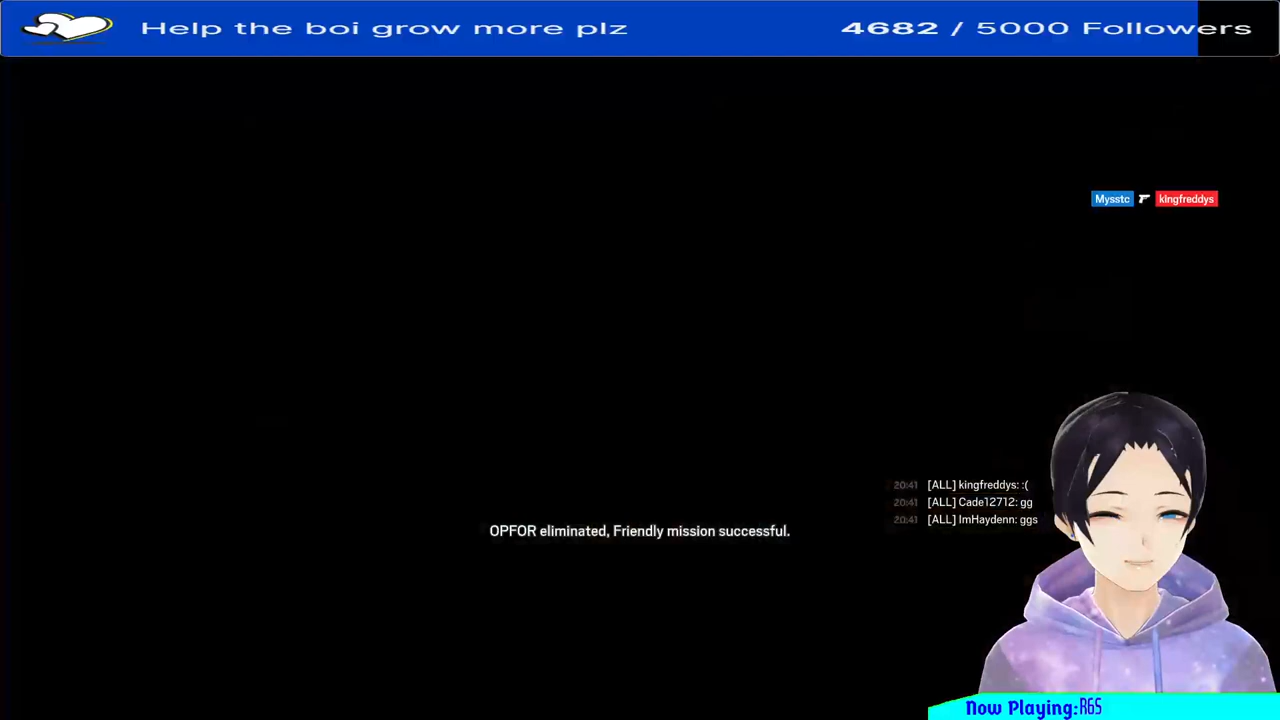 Help the boi grow more plz
4682 / 5000 Followers
Mysstc kingfreddys
20:41 [ALL] kingfreddys: :(
20:41 [ALL] Cade12712: gg
20:41 [ALL] ImHaydenn: ggs
OPFOR eliminated, Friendly mission successful.
Now Playing:R6S